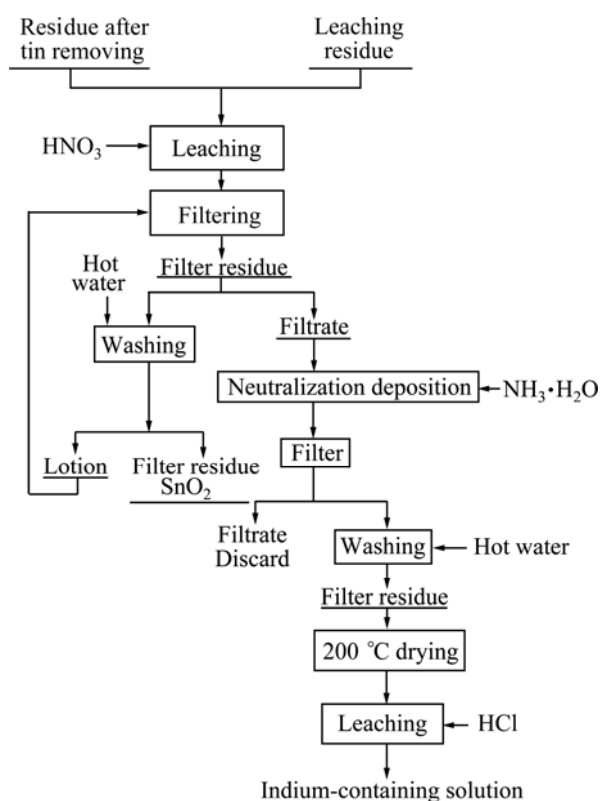 Residue after
tin removing
Leaching
residue
HNO₃
Leaching
Filtering
Filter residue
Hot
water
Washing
Filtrate
Neutralization deposition
NH₃·H₂O
Filter
Lotion
Filter residue
SnO₂
Filtrate
Discard
Washing
Hot water
Filter residue
200 ℃ drying
Leaching
HCl
Indium-containing solution